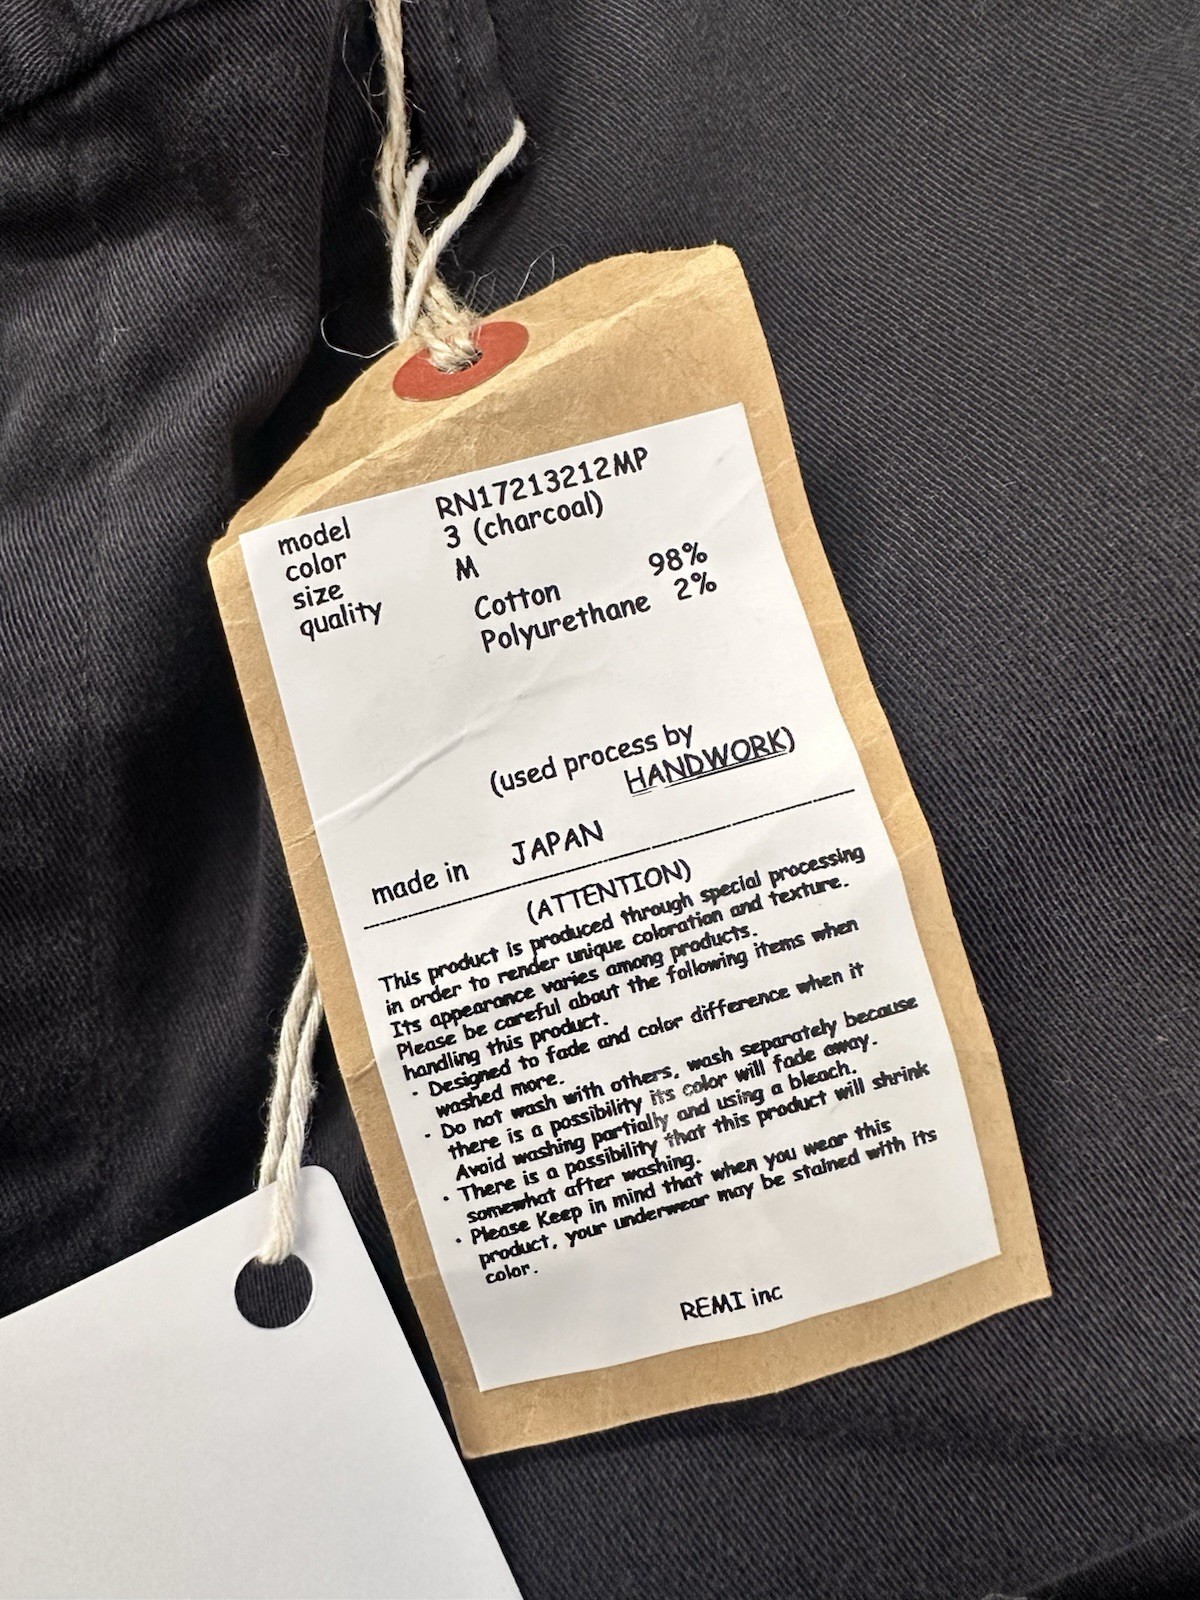 model RN17213212MP
color 3 (charcoal)
size M
quality Cotton 98%
Polyurethane 2%
(used process by
HANDWORK)
made in JAPAN
(ATTENTION)
This product is produced through special processing
in order to render unique coloration and texture.
Its appearance varies among products.
Please be careful about the following items when
handling this product.
· Designed to fade and color difference when it
washed more.
· Do not wash with others, wash separately because
there is a possibility its color will fade away.
Avoid washing partially and using a bleach.
· There is a possibility that this product will shrink
somewhat after washing.
· Please Keep in mind that when you wear this
product, your underwear may be stained with its
color.
REMI inc